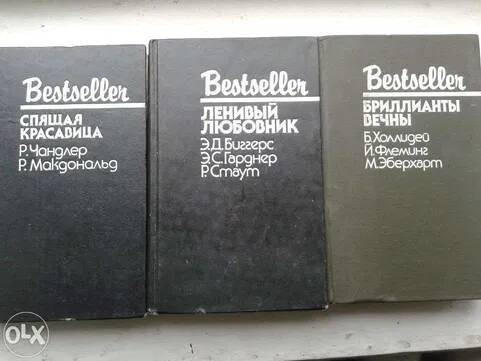 Bestseller
СПЯЩАЯ
КРАСАВИЦА
Р. Чандлер
Р. Макдональд
Bestseller
ЛЕНИВЫЙ
ЛЮБОВНИК
Э.Д. Биггерс
Э.С. Гарднер
Р. Стаут
Bestseller
БРИЛЛИАНТЫ
ВЕЧНЫ
Б. Холлидей
Й. Флеминг
М. Эберхарт
OLX